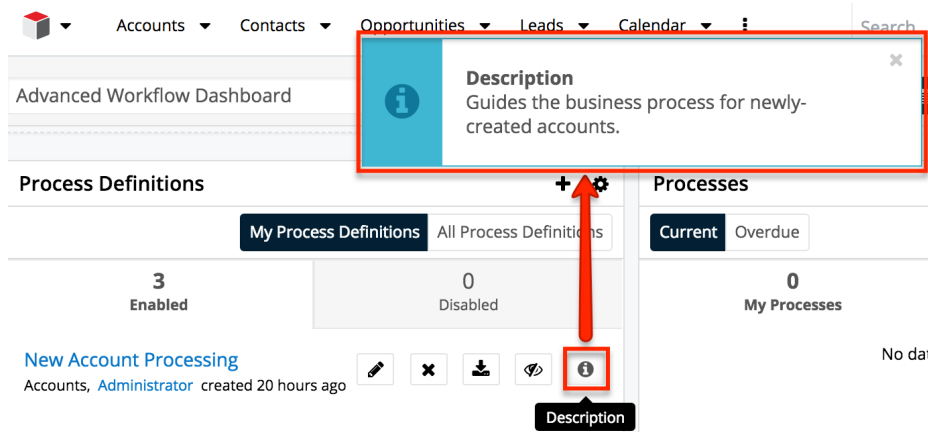 Accounts Contacts Opportunities Leads Calendar Search
Description
Guides the business process for newly-
created accounts.
Advanced Workflow Dashboard
Process Definitions
My Process Definitions All Process Definitions
3
Enabled
0
Disabled
New Account Processing
Accounts, Administrator created 20 hours ago
Description
Processes
Current Overdue
0
My Processes
No dat